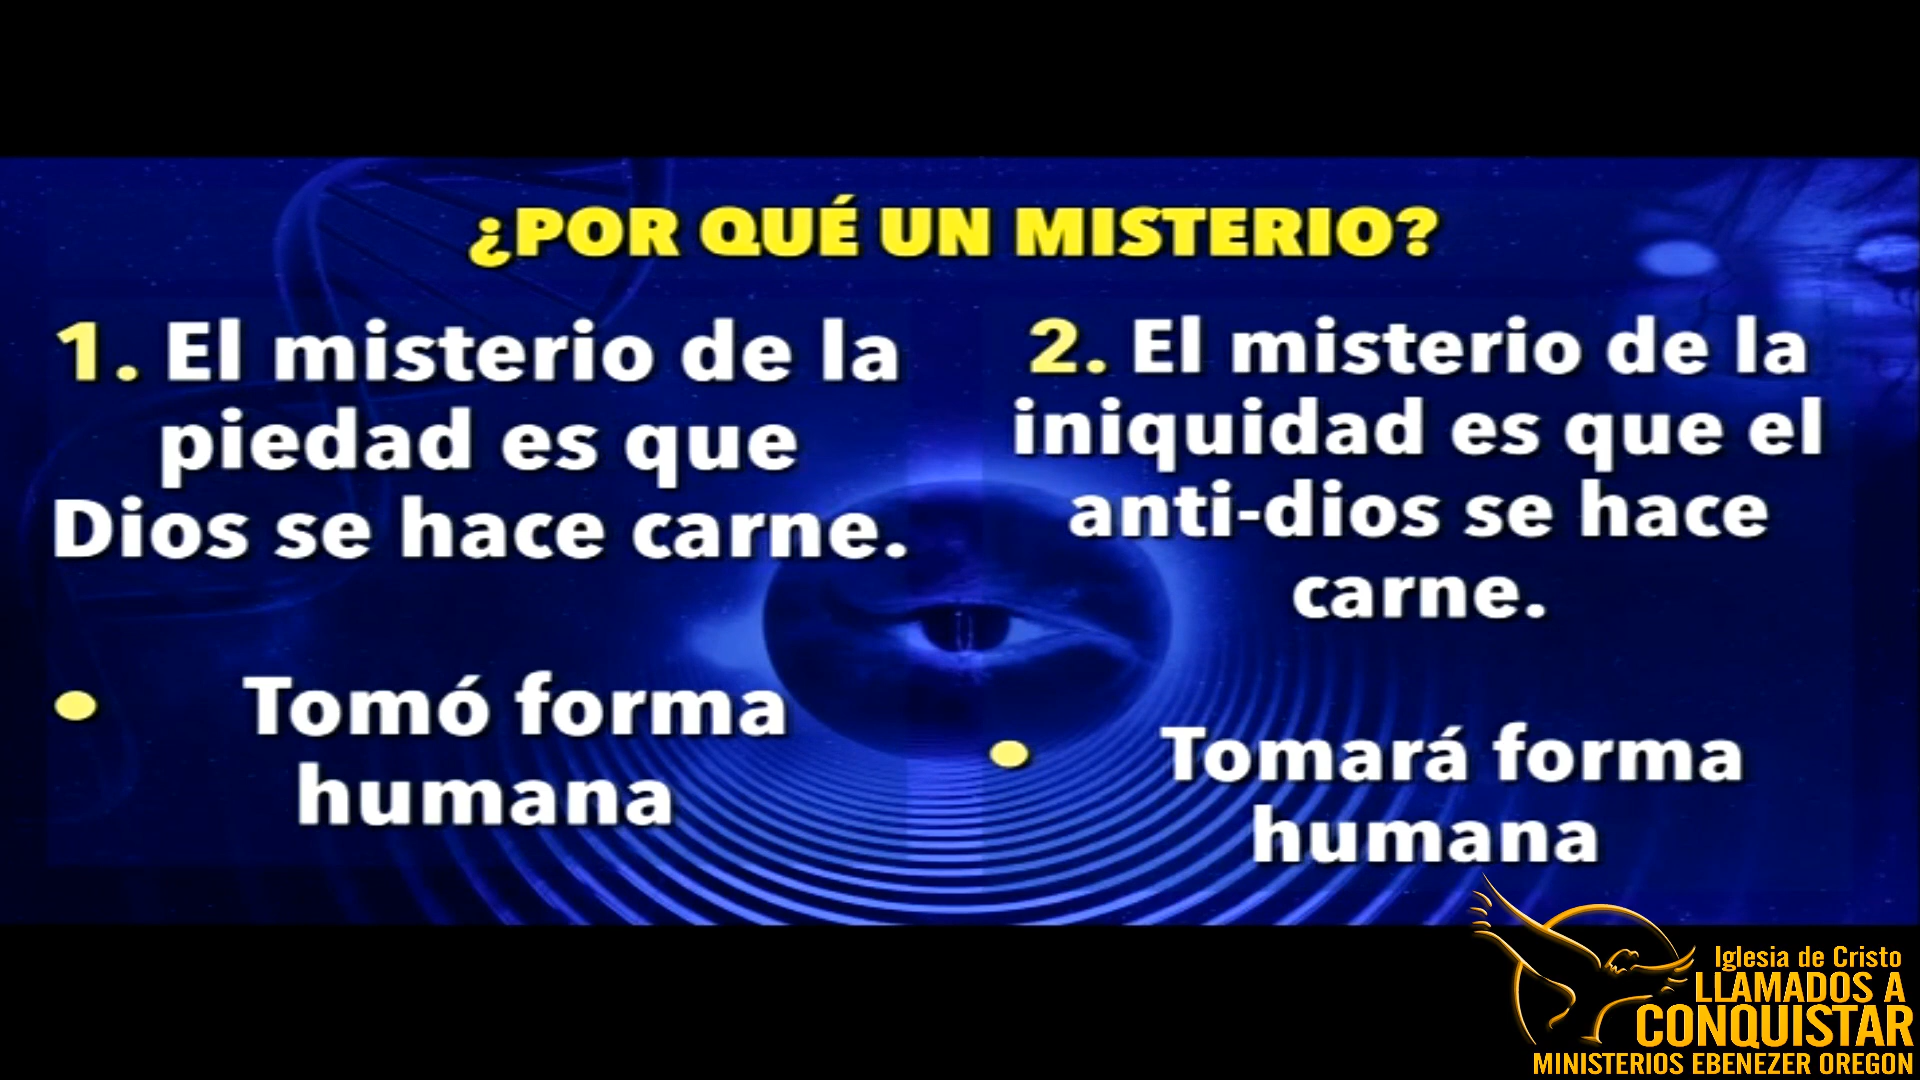 ¿POR QUÉ UN MISTERIO?
1. El misterio de la
piedad es que
Dios se hace carne.
• Tomó forma
humana
2. El misterio de la
iniquidad es que el
anti-dios se hace
carne.
• Tomará forma
humana
Iglesia de Cristo
LLAMADOS A
CONQUISTAR
MINISTERIOS EBENEZER OREGON